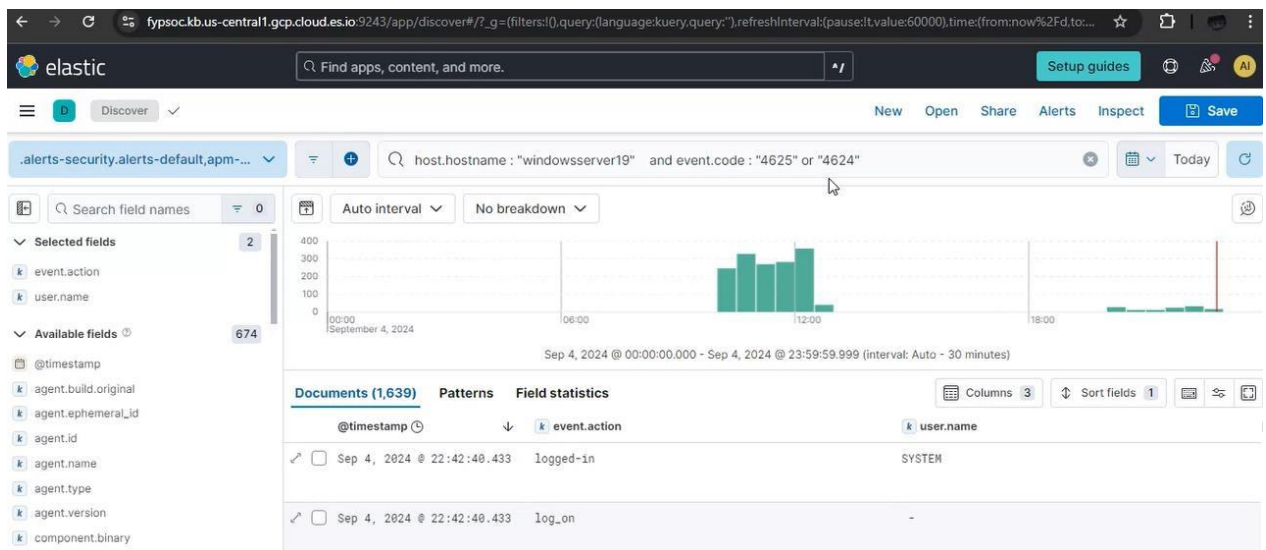 fypsoc.kb.us-central1.gcp.cloud.es.io:9243/app/discover#/?_g=(filters:!(),query:(language:kuery,query:''),refreshInterval:(pause:!t,value:60000),time:(from:now%2Fd,to:...
elastic
Find apps, content, and more.
^/
Setup guides
AI
D
Discover
New
Open
Share
Alerts
Inspect
Save
.alerts-security.alerts-default,apm-...
host.hostname : "windowsserver19" and event.code : "4625" or "4624"
Today
Search field names
0
Auto interval
No breakdown
Selected fields
2
k event.action
k user.name
Available fields
674
@timestamp
k agent.build.original
k agent.ephemeral_id
k agent.id
k agent.name
k agent.type
k agent.version
k component.binary
400
300
200
100
0
00:00
September 4, 2024
06:00
12:00
18:00
Sep 4, 2024 @ 00:00:00.000 - Sep 4, 2024 @ 23:59:59.999 (interval: Auto - 30 minutes)
Documents (1,639)
Patterns
Field statistics
Columns 3
Sort fields 1
@timestamp
k event.action
k user.name
Sep 4, 2024 @ 22:42:40.433 logged-in SYSTEM
Sep 4, 2024 @ 22:42:40.433 log_on -